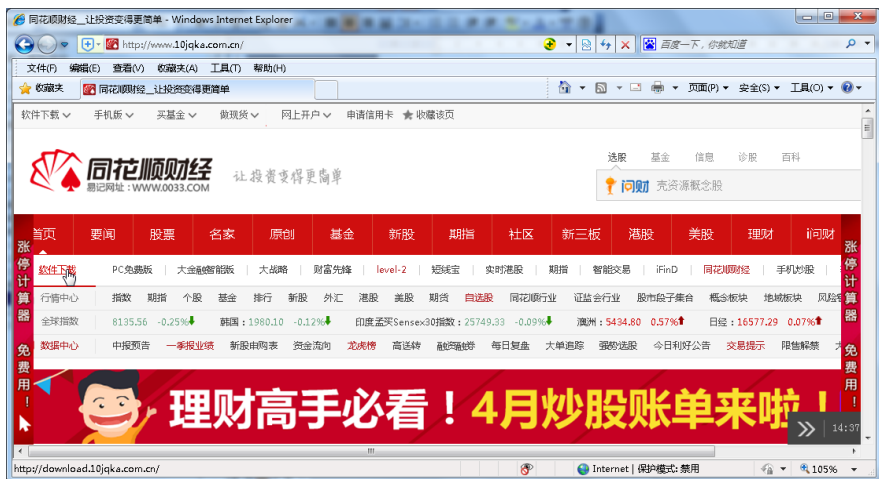 同花顺财经__让投资变得更简单 - Windows Internet Explorer
http://www.10jqka.com.cn/
百度一下,你就知道
文件(F) 编辑(E) 查看(V) 收藏夹(A) 工具(T) 帮助(H)
收藏夹 同花顺财经__让投资变得更简单 页面(P) 安全(S) 工具(O)
软件下载 手机版 买基金 做现货 网上开户 申请信用卡 ★收藏该页
选股 基金 信息 诊股 百科
同花顺财经 让投资变得更简单
易记网址:WWW.0033.COM
问财 壳资源概念股
首页 要闻 股票 名家 原创 基金 新股 期指 社区 新三板 港股 美股 理财 i问财
软件下载 PC免费版 大金融智能版 大战略 财富先锋 level-2 短线宝 实时港股 期指 智能交易 iFinD 同花顺财经 手机炒股
行情中心 指数 期指 个股 基金 排行 新股 外汇 港股 美股 期货 自选股 同花顺行业 证监会行业 股市段子集合 概念板块 地域板块 风险
全球指数 8135.56 -0.25% 韩国:1980.10 -0.12% 印度孟买Sensex30指数:25749.33 -0.09% 澳洲:5434.80 0.57% 日经:16577.29 0.07%
数据中心 中报预告 一季报业绩 新股申购表 资金流向 龙虎榜 高送转 融资融券 每日复盘 大单追踪 强势选股 今日利好公告 交易提示 限售解禁
涨停计算器 免费用!
涨停计算器 免费用!
理财高手必看!4月炒股账单来啦!
14:37
http://download.10jqka.com.cn/ Internet | 保护模式: 禁用 105%